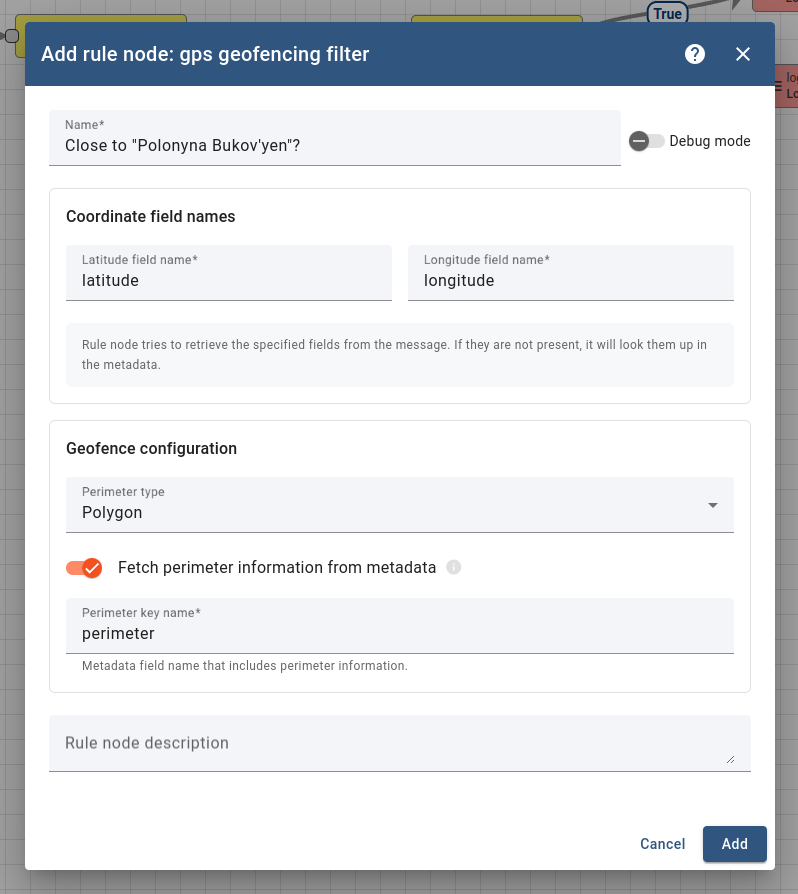 True
Add rule node: gps geofencing filter
?
Name*
Close to "Polonyna Bukov'yen"?
Debug mode
Coordinate field names
Latitude field name*
latitude
Longitude field name*
longitude
Rule node tries to retrieve the specified fields from the message. If they are not present, it will look them up in
the metadata.
Geofence configuration
Perimeter type
Polygon
Fetch perimeter information from metadata
Perimeter key name*
perimeter
Metadata field name that includes perimeter information.
Rule node description
Cancel
Add